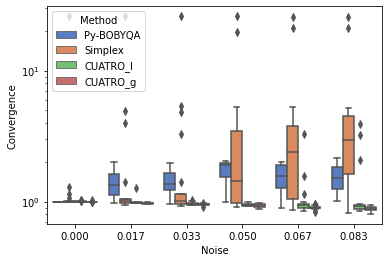 Method
Py-BOBYQA
Simplex
CUATRO_l
CUATRO_g
Convergence
10¹
10⁰
0.000 0.017 0.033 0.050 0.067 0.083
Noise